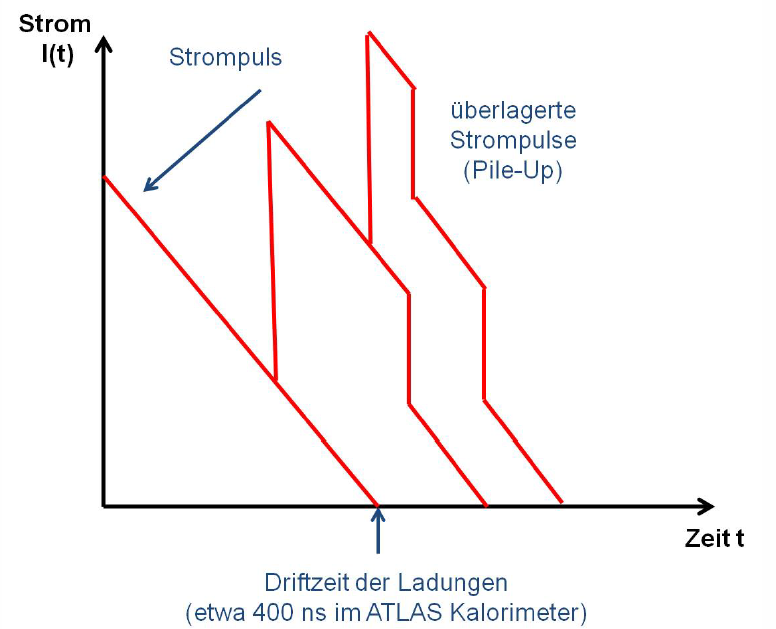 Strom
I(t)
Strompuls
überlagerte
Strompulse
(Pile-Up)
Zeit t
Driftzeit der Ladungen
(etwa 400 ns im ATLAS Kalorimeter)